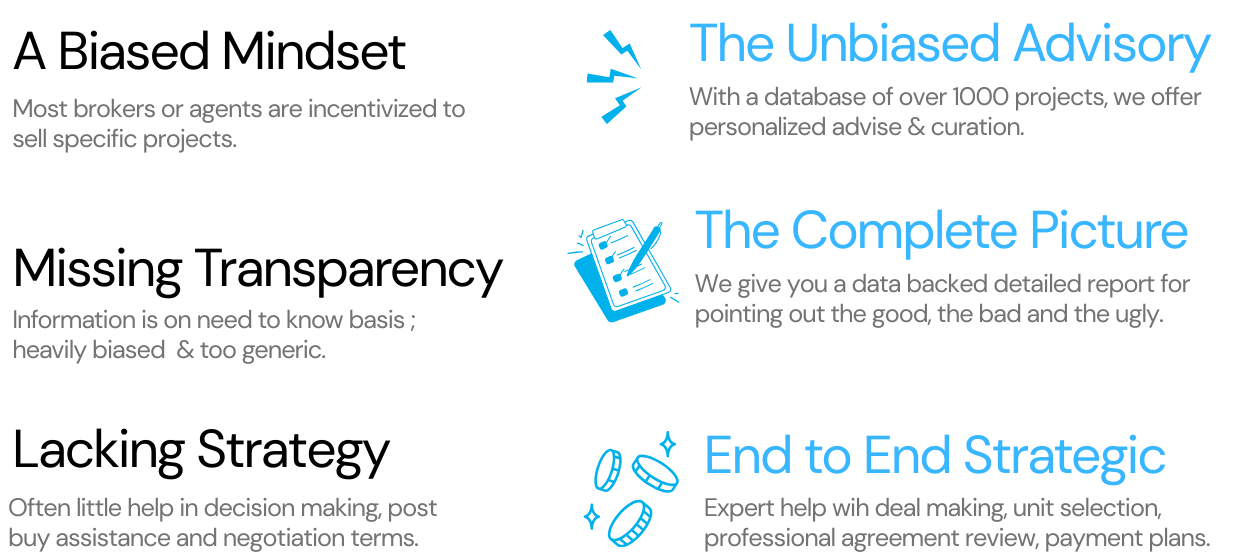 A Biased Mindset
Most brokers or agents are incentivized to
sell specific projects.
The Unbiased Advisory
With a database of over 1000 projects, we offer
personalized advise & curation.
Missing Transparency
Information is on need to know basis ;
heavily biased  & too generic.
The Complete Picture
We give you a data backed detailed report for
pointing out the good, the bad and the ugly.
Lacking Strategy
Often little help in decision making, post
buy assistance and negotiation terms.
End to End Strategic
Expert help wih deal making, unit selection,
professional agreement review, payment plans.